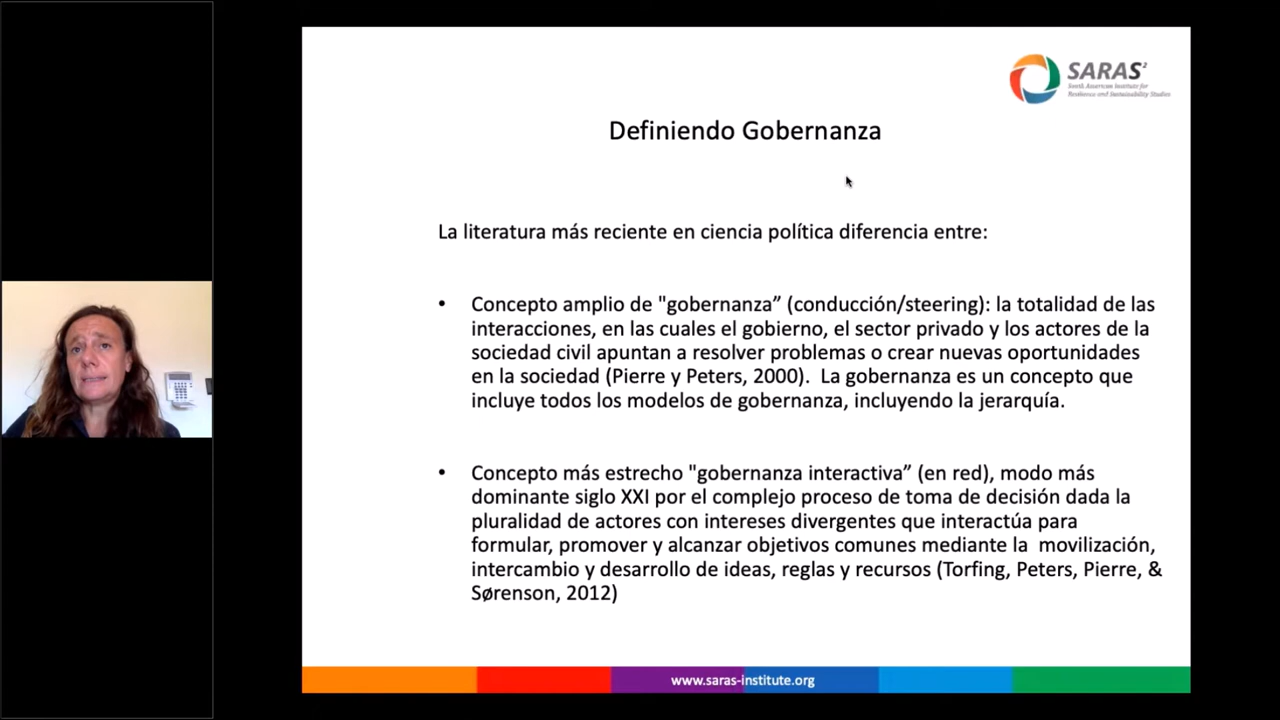 SARAS²
South American Institute for
Resilience and Sustainability Studies
Definiendo Gobernanza
La literatura más reciente en ciencia política diferencia entre:
• Concepto amplio de "gobernanza” (conducción/steering): la totalidad de las
interacciones, en las cuales el gobierno, el sector privado y los actores de la
sociedad civil apuntan a resolver problemas o crear nuevas oportunidades
en la sociedad (Pierre y Peters, 2000).  La gobernanza es un concepto que
incluye todos los modelos de gobernanza, incluyendo la jerarquía.
• Concepto más estrecho "gobernanza interactiva” (en red), modo más
dominante siglo XXI por el complejo proceso de toma de decisión dada la
pluralidad de actores con intereses divergentes que interactúa para
formular, promover y alcanzar objetivos comunes mediante la  movilización,
intercambio y desarrollo de ideas, reglas y recursos (Torfing, Peters, Pierre, &
Sørenson, 2012)
www.saras-institute.org